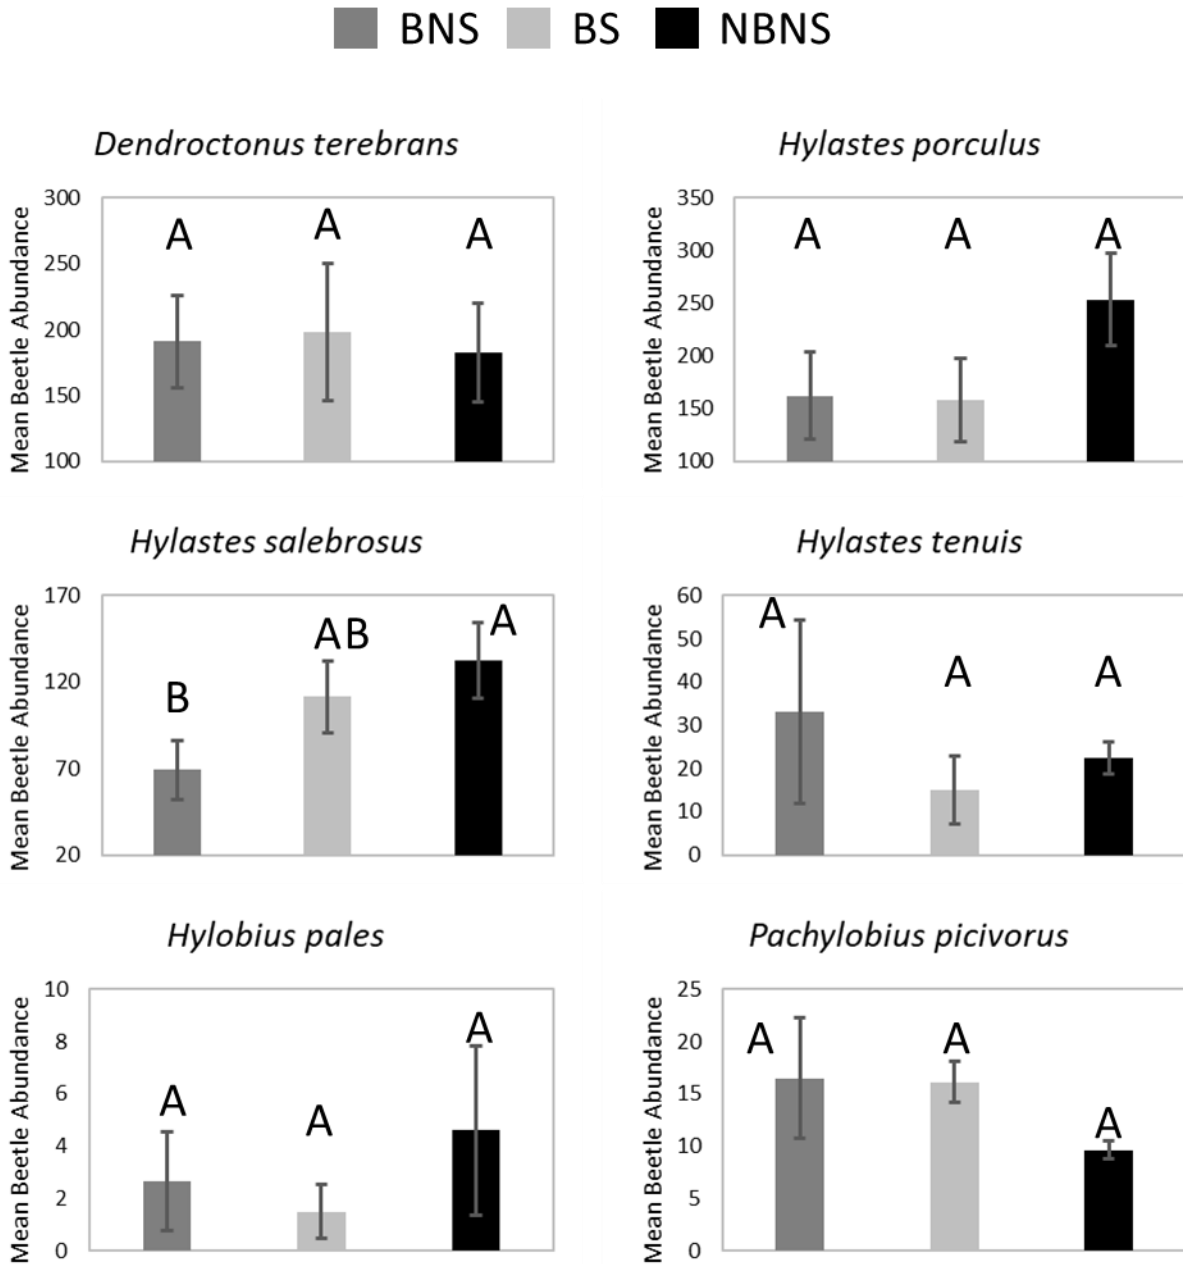 BNS BS NBNS
Dendroctonus terebrans
Mean Beetle Abundance
300
250
200
150
100
A A A
Hylastes porculus
Mean Beetle Abundance
350
300
250
200
150
100
A A A
Hylastes salebrosus
Mean Beetle Abundance
170
120
70
20
B AB A
Hylastes tenuis
Mean Beetle Abundance
60
50
40
30
20
10
0
A A A
Hylobius pales
Mean Beetle Abundance
10
8
6
4
2
0
A A A
Pachylobius picivorus
Mean Beetle Abundance
25
20
15
10
5
0
A A A